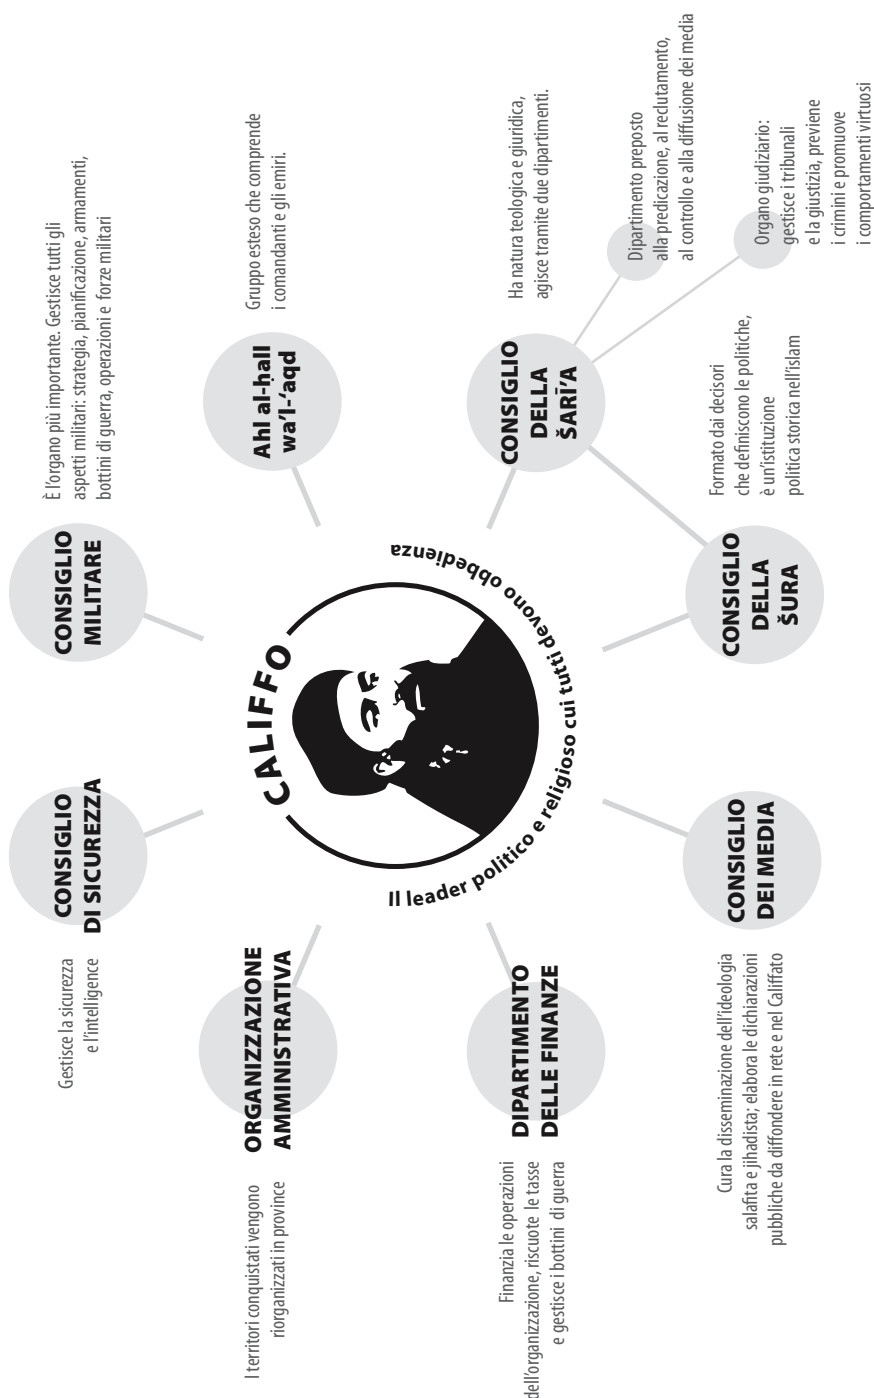 CALIFFO
Il leader politico e religioso cui tutti devono obbedienza
CONSIGLIO
DI SICUREZZA
Gestisce la sicurezza
e l'intelligence
CONSIGLIO
MILITARE
È l'organo più importante. Gestisce tutti gli
aspetti militari: strategia, pianificazione, armamenti,
bottini di guerra, operazioni e forze militari
ORGANIZZAZIONE
AMMINISTRATIVA
I territori conquistati vengono
riorganizzati in province
Ahl al-ḥall
wa'l-‘aqd
Gruppo esteso che comprende
i comandanti e gli emiri.
DIPARTIMENTO
DELLE FINANZE
Finanzia le operazioni
dell'organizzazione, riscuote le tasse
e gestisce i bottini di guerra
CONSIGLIO
DELLA
ŠARĪ‘A
Ha natura teologica e giuridica,
agisce tramite due dipartimenti.
Dipartimento preposto
alla predicazione, al reclutamento,
al controllo e alla diffusione dei media
Organo giudiziario:
gestisce i tribunali
e la giustizia, previene
i crimini e promuove
i comportamenti virtuosi
CONSIGLIO
DEI MEDIA
Cura la disseminazione dell'ideologia
salafita e jihadista; elabora le dichiarazioni
pubbliche da diffondere in rete e nel Califfato
CONSIGLIO
DELLA
ŠURA
Formato dai decisori
che definiscono le politiche,
è un'istituzione
politica storica nell'islam